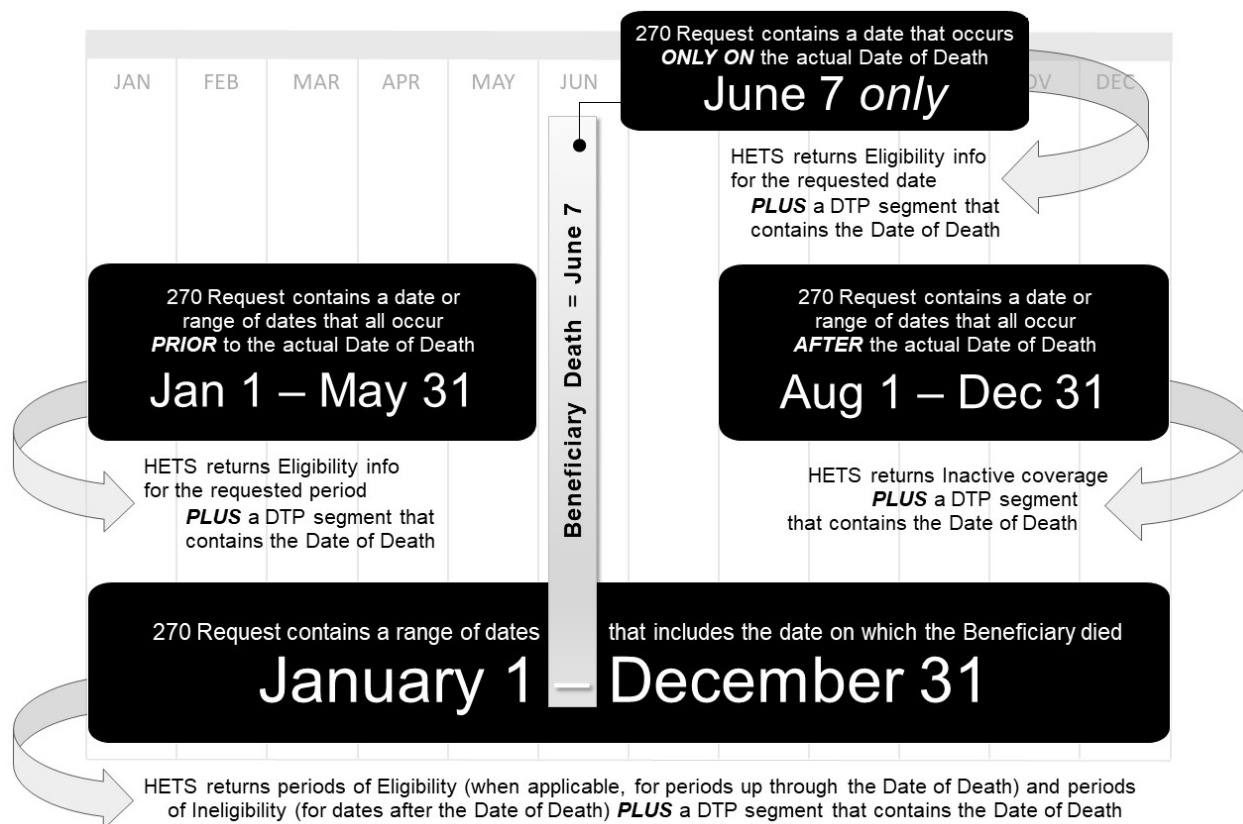 270 Request contains a date that occurs
ONLY ON the actual Date of Death
June 7 only
JAN FEB MAR APR MAY JUN OV DEC
HETS returns Eligibility info
for the requested date
PLUS a DTP segment that
contains the Date of Death
Beneficiary Death = June 7
270 Request contains a date or
range of dates that all occur
PRIOR to the actual Date of Death
Jan 1 – May 31
HETS returns Eligibility info
for the requested period
PLUS a DTP segment that
contains the Date of Death
270 Request contains a date or
range of dates that all occur
AFTER the actual Date of Death
Aug 1 – Dec 31
HETS returns Inactive coverage
PLUS a DTP segment
that contains the Date of Death
270 Request contains a range of dates that includes the date on which the Beneficiary died
January 1 – December 31
HETS returns periods of Eligibility (when applicable, for periods up through the Date of Death) and periods
of Ineligibility (for dates after the Date of Death) PLUS a DTP segment that contains the Date of Death